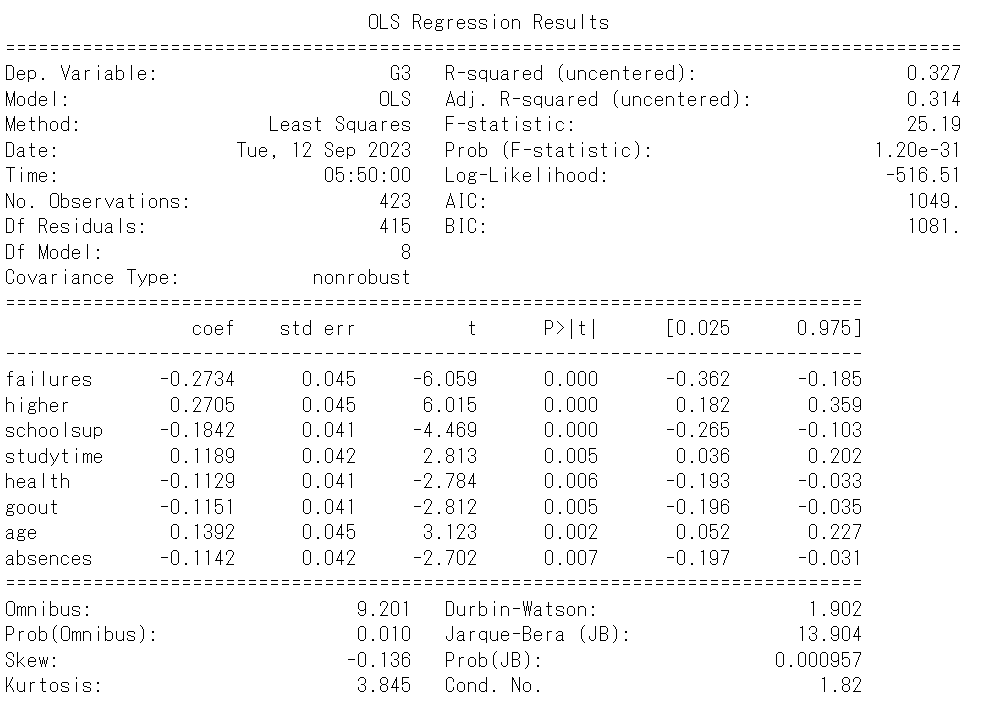 OLS Regression Results
==============================================================================
Dep. Variable: G3 R-squared (uncentered): 0.327
Model: OLS Adj. R-squared (uncentered): 0.314
Method: Least Squares F-statistic: 25.19
Date: Tue, 12 Sep 2023 Prob (F-statistic): 1.20e-31
Time: 05:50:00 Log-Likelihood: -516.51
No. Observations: 423 AIC: 1049.
Df Residuals: 415 BIC: 1081.
Df Model: 8
Covariance Type: nonrobust
==============================================================================
coef std err t P>|t| [0.025 0.975]
------------------------------------------------------------------------------
failures -0.2734 0.045 -6.059 0.000 -0.362 -0.185
higher 0.2705 0.045 6.015 0.000 0.182 0.359
schoolsup -0.1842 0.041 -4.469 0.000 -0.265 -0.103
studytime 0.1189 0.042 2.813 0.005 0.036 0.202
health -0.1129 0.041 -2.784 0.006 -0.193 -0.033
goout -0.1151 0.041 -2.812 0.005 -0.196 -0.035
age 0.1392 0.045 3.123 0.002 0.052 0.227
absences -0.1142 0.042 -2.702 0.007 -0.197 -0.031
==============================================================================
Omnibus: 9.201 Durbin-Watson: 1.902
Prob(Omnibus): 0.010 Jarque-Bera (JB): 13.904
Skew: -0.136 Prob(JB): 0.000957
Kurtosis: 3.845 Cond. No. 1.82